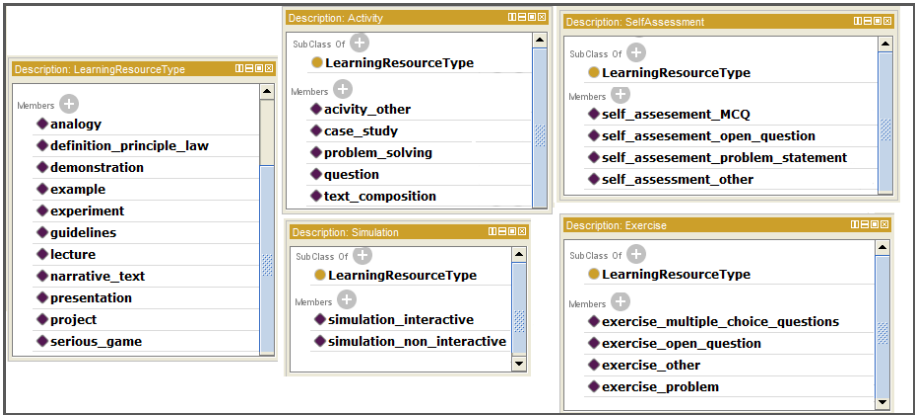 Description: LearningResourceType
Members
analogy
definition_principle_law
demonstration
example
experiment
guidelines
lecture
narrative_text
presentation
project
serious_game
Description: Activity
SubClass Of
LearningResourceType
Members
acivity_other
case_study
problem_solving
question
text_composition
Description: Simulation
SubClass Of
LearningResourceType
Members
simulation_interactive
simulation_non_interactive
Description: SelfAssessment
SubClass Of
LearningResourceType
Members
self_assesement_MCQ
self_assesement_open_question
self_assesement_problem_statement
self_assessment_other
Description: Exercise
SubClass Of
LearningResourceType
Members
exercise_multiple_choice_questions
exercise_open_question
exercise_other
exercise_problem